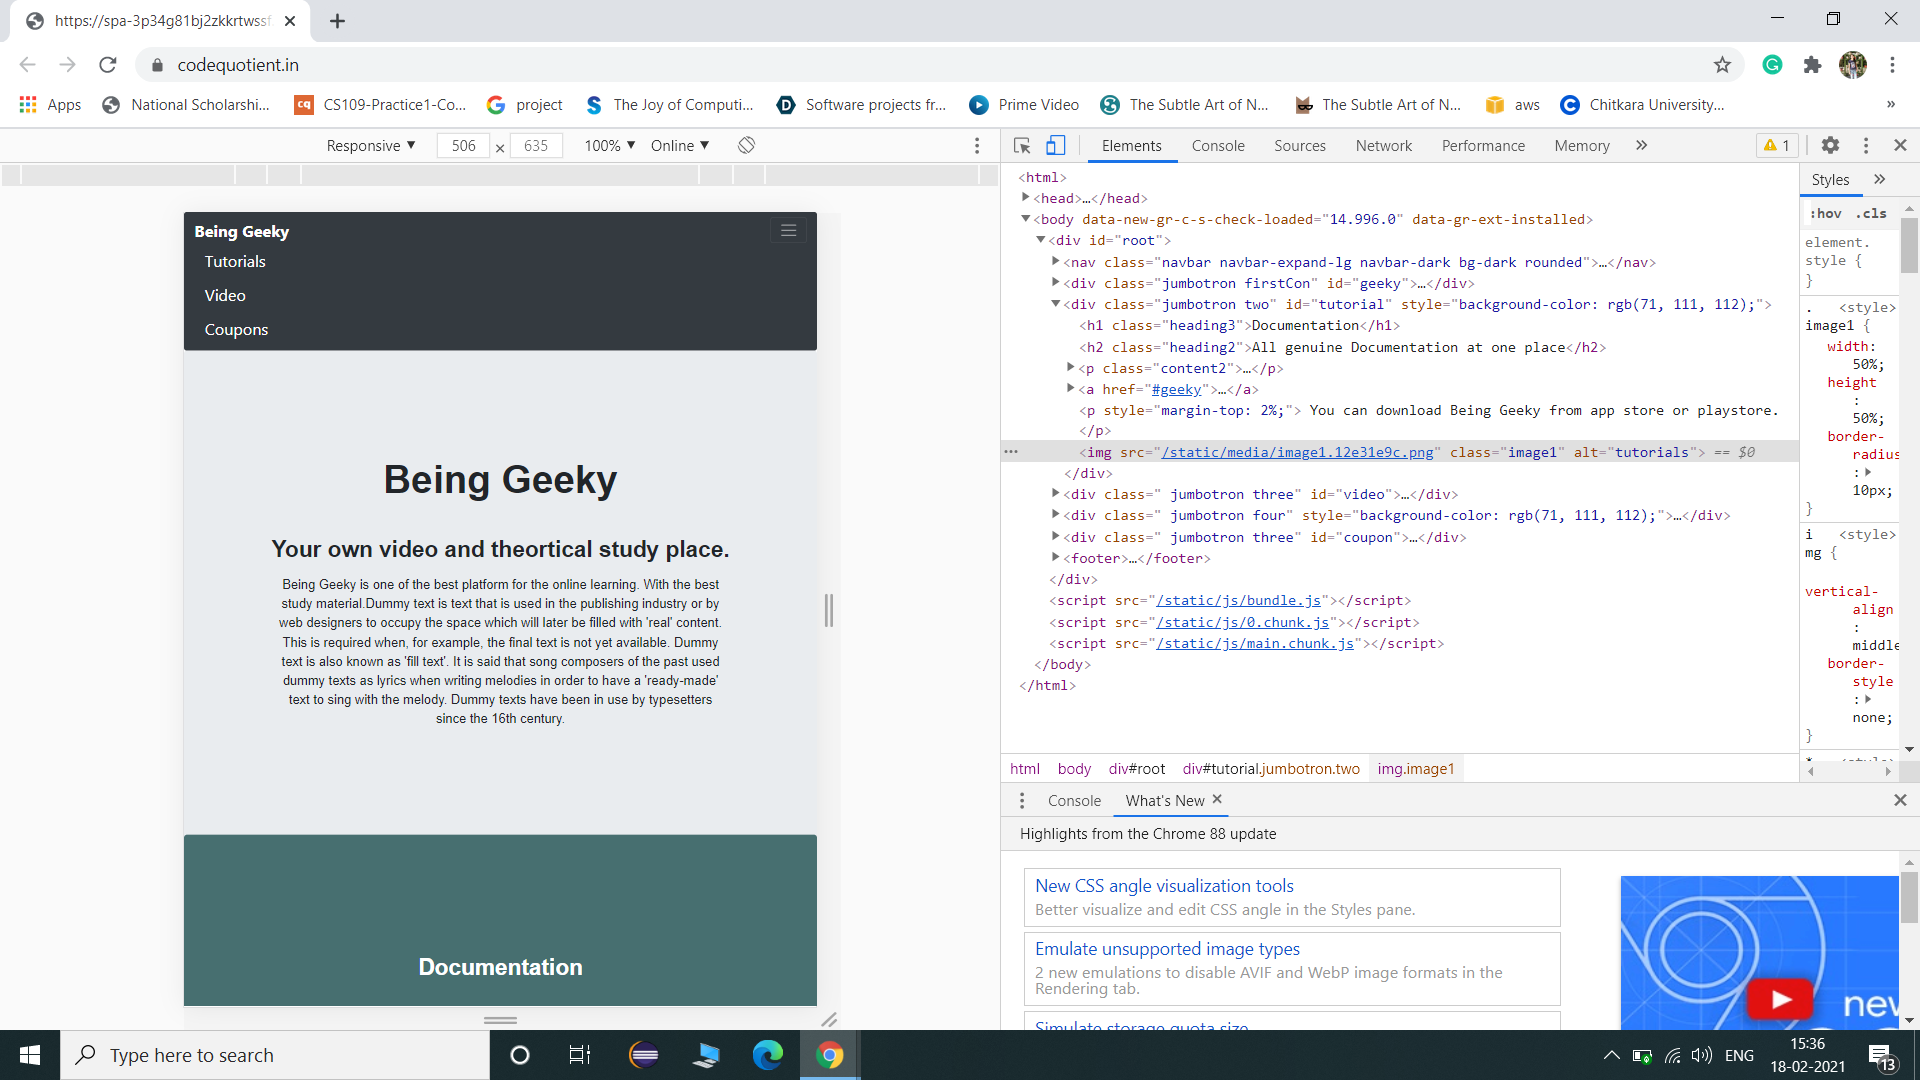 https://spa-3p34g81bj2zkkrtwssf
codequotient.in
Apps
National Scholarshi...
CS109-Practice1-Co...
project
The Joy of Computi...
Software projects fr...
Prime Video
The Subtle Art of N...
The Subtle Art of N...
aws
Chitkara University,...
Responsive ▼ 506 × 635 100% ▼ Online ▼
Being Geeky
Tutorials
Video
Coupons
Being Geeky
Your own video and theortical study place.
Being Geeky is one of the best platform for the online learning. With the best
study material.Dummy text is text that is used in the publishing industry or by
web designers to occupy the space which will later be filled with 'real' content.
This is required when, for example, the final text is not yet available. Dummy
text is also known as 'fill text'. It is said that song composers of the past used
dummy texts as lyrics when writing melodies in order to have a 'ready-made'
text to sing with the melody. Dummy texts have been in use by typesetters
since the 16th century.
Documentation
Elements Console Sources Network Performance Memory » 1
<html>
<head>…</head>
<body data-new-gr-c-s-check-loaded="14.996.0" data-gr-ext-installed>
<div id="root">
<nav class="navbar navbar-expand-lg navbar-dark bg-dark rounded">…</nav>
<div class="jumbotron firstCon" id="geeky">…</div>
<div class="jumbotron two" id="tutorial" style="background-color: rgb(71, 111, 112);">
<h1 class="heading3">Documentation</h1>
<h2 class="heading2">All genuine Documentation at one place</h2>
<p class="content2">…</p>
<a href="#geeky">…</a>
<p style="margin-top: 2%;"> You can download Being Geeky from app store or playstore.
</p>
<img src="/static/media/image1.12e31e9c.png" class="image1" alt="tutorials"> == $0
</div>
<div class=" jumbotron three" id="video">…</div>
<div class=" jumbotron four" style="background-color: rgb(71, 111, 112);">…</div>
<div class=" jumbotron three" id="coupon">…</div>
<footer>…</footer>
</div>
<script src="/static/js/bundle.js"></script>
<script src="/static/js/0.chunk.js"></script>
<script src="/static/js/main.chunk.js"></script>
</body>
</html>
html body div#root div#tutorial.jumbotron.two img.image1
Styles »
:hov .cls
element.
style {
}
. <style>
image1 {
width:
50%;
height
:
50%;
border-
radius
:
10px;
}
i <style>
mg {
vertical-
align
:
middle
border-
style
:
none;
}
Console What's New ×
Highlights from the Chrome 88 update
New CSS angle visualization tools
Better visualize and edit CSS angle in the Styles pane.
Emulate unsupported image types
2 new emulations to disable AVIF and WebP image formats in the
Rendering tab.
Simulate storage quota size
new
Type here to search
ENG
15:36
18-02-2021
13